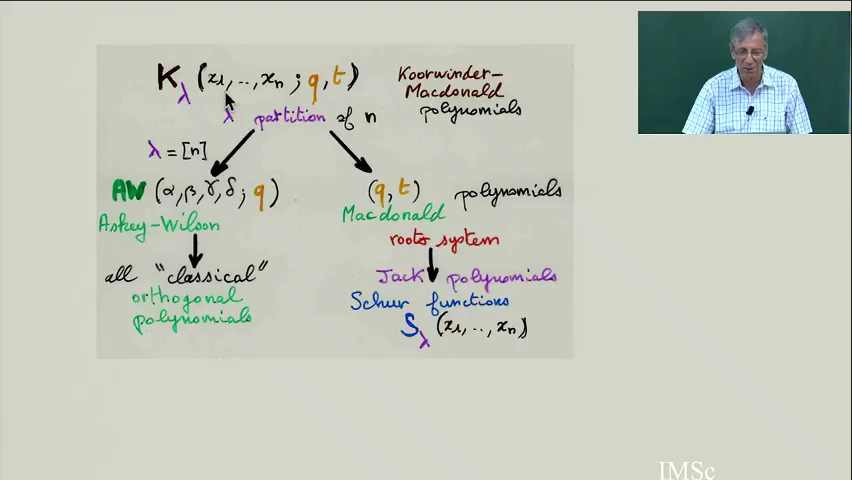 K_λ (x₁, .., xₙ ; q, t) Koorwinder-
Macdonald
polynomials
λ partition of n
λ = [n]
AW (α, β, γ, δ ; q)
Askey-Wilson
(q, t) polynomials
Macdonald
roots system
all "classical"
orthogonal
polynomials
Jack polynomials
Schur functions
S_λ (x₁, .., xₙ)
IMSc